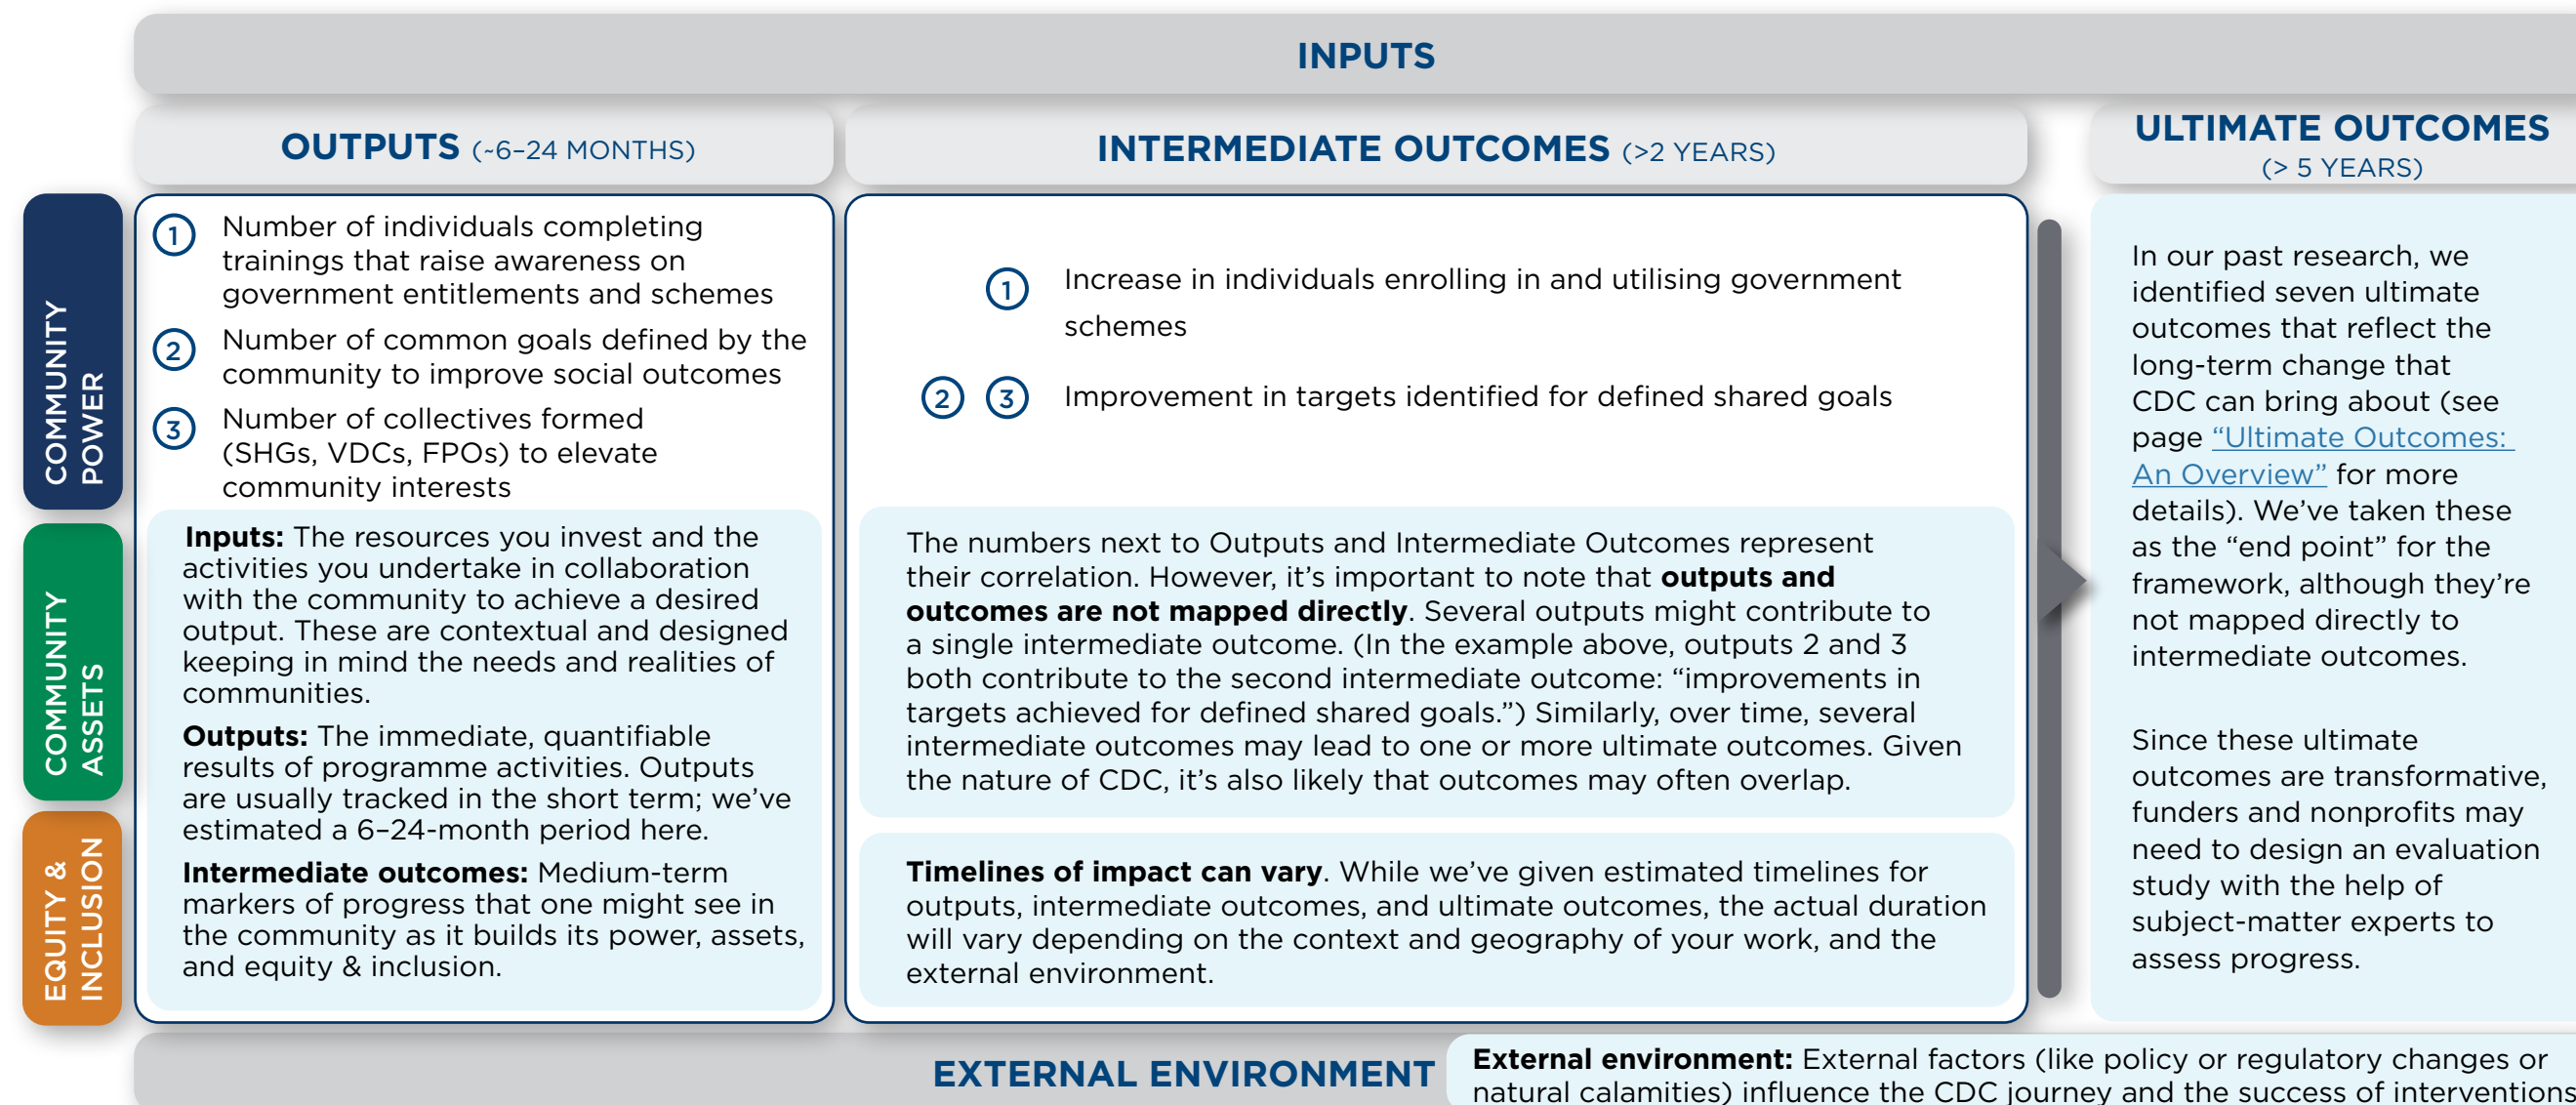 INPUTS
OUTPUTS (~6–24 MONTHS)
INTERMEDIATE OUTCOMES (>2 YEARS)
ULTIMATE OUTCOMES
(> 5 YEARS)
COMMUNITY
POWER
1 Number of individuals completing
trainings that raise awareness on
government entitlements and schemes
2 Number of common goals defined by the
community to improve social outcomes
3 Number of collectives formed
(SHGs, VDCs, FPOs) to elevate
community interests
COMMUNITY
ASSETS
EQUITY &
INCLUSION
Inputs: The resources you invest and the
activities you undertake in collaboration
with the community to achieve a desired
output. These are contextual and designed
keeping in mind the needs and realities of
communities.
Outputs: The immediate, quantifiable
results of programme activities. Outputs
are usually tracked in the short term; we’ve
estimated a 6–24-month period here.
Intermediate outcomes: Medium-term
markers of progress that one might see in
the community as it builds its power, assets,
and equity & inclusion.
1 Increase in individuals enrolling in and utilising government
schemes
2 3 Improvement in targets identified for defined shared goals
The numbers next to Outputs and Intermediate Outcomes represent
their correlation. However, it’s important to note that outputs and
outcomes are not mapped directly. Several outputs might contribute to
a single intermediate outcome. (In the example above, outputs 2 and 3
both contribute to the second intermediate outcome: “improvements in
targets achieved for defined shared goals.”) Similarly, over time, several
intermediate outcomes may lead to one or more ultimate outcomes. Given
the nature of CDC, it’s also likely that outcomes may often overlap.
Timelines of impact can vary. While we’ve given estimated timelines for
outputs, intermediate outcomes, and ultimate outcomes, the actual duration
will vary depending on the context and geography of your work, and the
external environment.
In our past research, we
identified seven ultimate
outcomes that reflect the
long-term change that
CDC can bring about (see
page “Ultimate Outcomes:
An Overview” for more
details). We’ve taken these
as the “end point” for the
framework, although they’re
not mapped directly to
intermediate outcomes.
Since these ultimate
outcomes are transformative,
funders and nonprofits may
need to design an evaluation
study with the help of
subject-matter experts to
assess progress.
EXTERNAL ENVIRONMENT
External environment: External factors (like policy or regulatory changes or
natural calamities) influence the CDC journey and the success of interventions